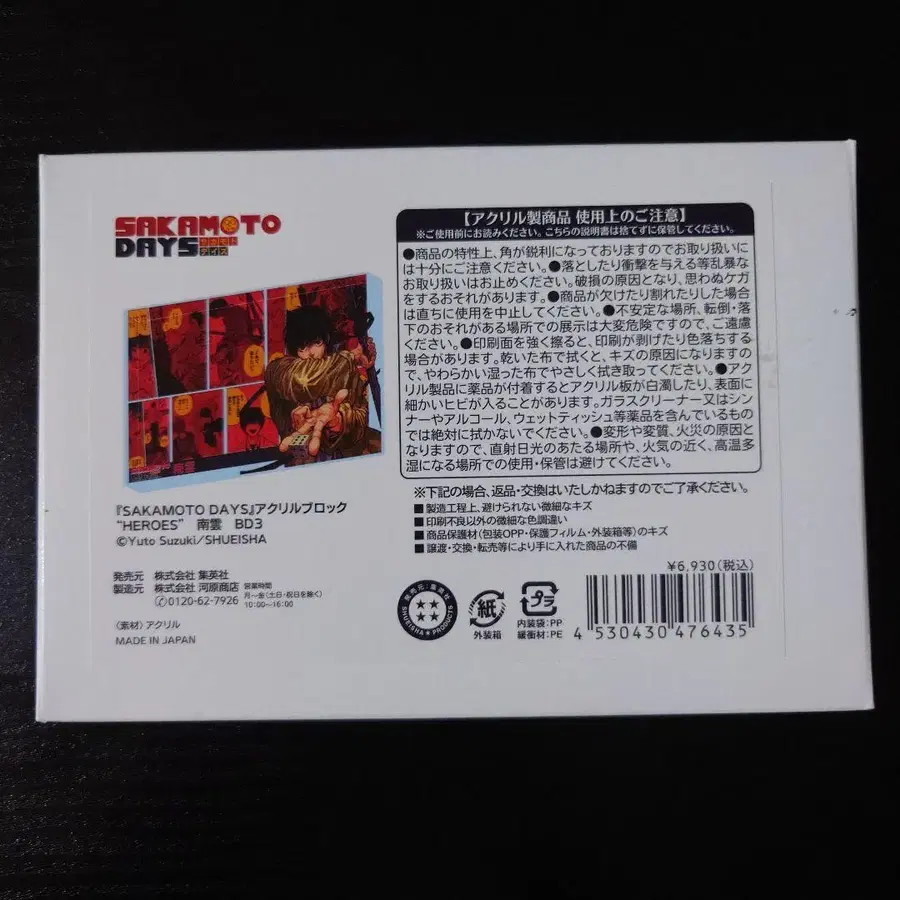 SAKAMOTO
DAYS サカモト
デイズ
南雲
『SAKAMOTO DAYS』アクリルブロック
“HEROES” 南雲 BD3
©Yuto Suzuki/SHUEISHA
発売元 株式会社 集英社
製造元 株式会社 河原商店
0120-62-7926
営業時間
月~金(土日・祝日を除く)
10:00~16:00
〈素材〉アクリル
MADE IN JAPAN
【アクリル製商品 使用上のご注意】
※ご使用前にお読みください。こちらの説明書は捨てずに保管してください。
●商品の特性上、角が鋭利になっておりますのでお取り扱いに
は十分にご注意ください。●落としたり衝撃を与える等乱暴な
お取り扱いはお止めください。破損の原因となり、思わぬケガ
をするおそれがあります。●商品が欠けたり割れたりした場合
は直ちに使用を中止してください。●不安定な場所、転倒・落
下のおそれがある場所での展示は大変危険ですので、ご遠慮
ください。●印刷面を強く擦ると、印刷が剥げたり色落ちする
場合があります。乾いた布で拭くと、キズの原因になりますの
で、やわらかい湿った布でやさしく拭き取ってください。●アク
リル製品に薬品が付着するとアクリル板が白濁したり、表面に
細かいヒビが入ることがあります。ガラスクリーナー又はシン
ナーやアルコール、ウェットティッシュ等薬品を含んでいるもの
では絶対に拭かないでください。●変形や変質、火災の原因と
なりますので、直射日光のあたる場所や、火気の近く、高温多
湿になる場所での使用・保管は避けてください。
※下記の場合、返品・交換はいたしかねますのでご了承ください。
■製造工程上、避けられない微細なキズ
■印刷不良以外の微細な色調違い
■商品保護材(包装OPP・保護フィルム・外装箱等)のキズ
■譲渡・交換・転売等により手に入れた商品の不備
¥6,930(税込)
発売元:集英社
SHUEISHA PRODUCTS
紙
外装箱
プラ
内装袋:PP
緩衝材:PE
4 530430 476435